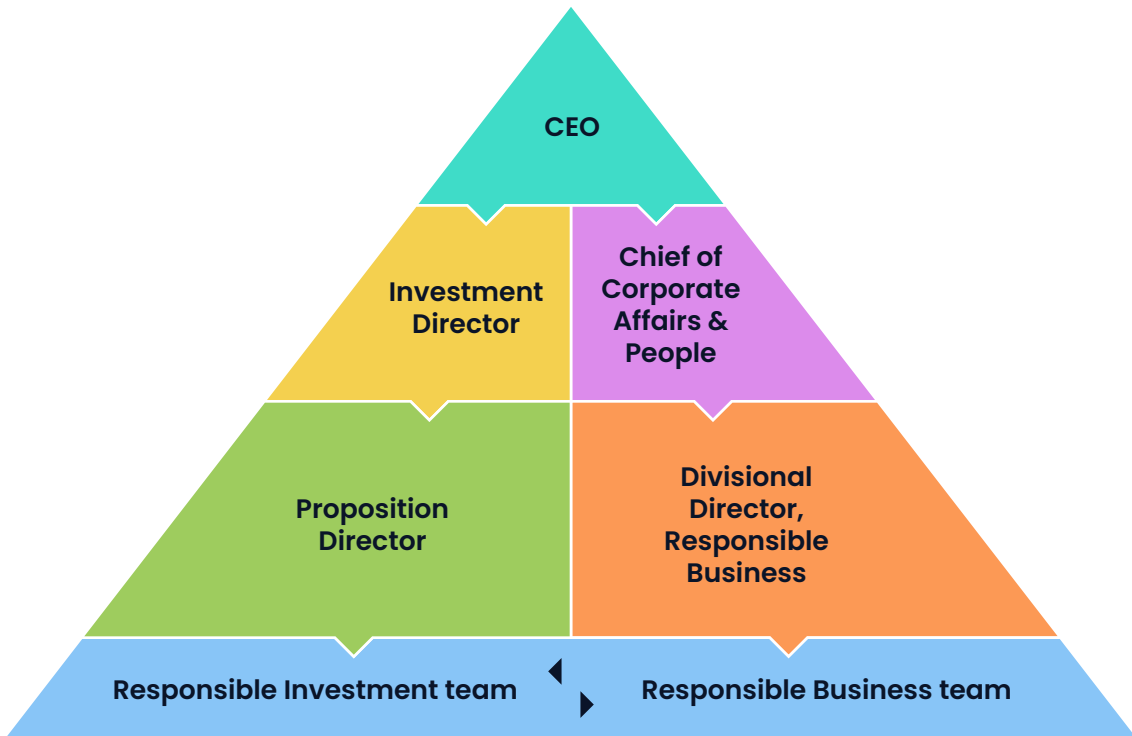 CEO
Investment
Director
Chief of
Corporate
Affairs &
People
Proposition
Director
Divisional
Director,
Responsible
Business
Responsible Investment team
Responsible Business team